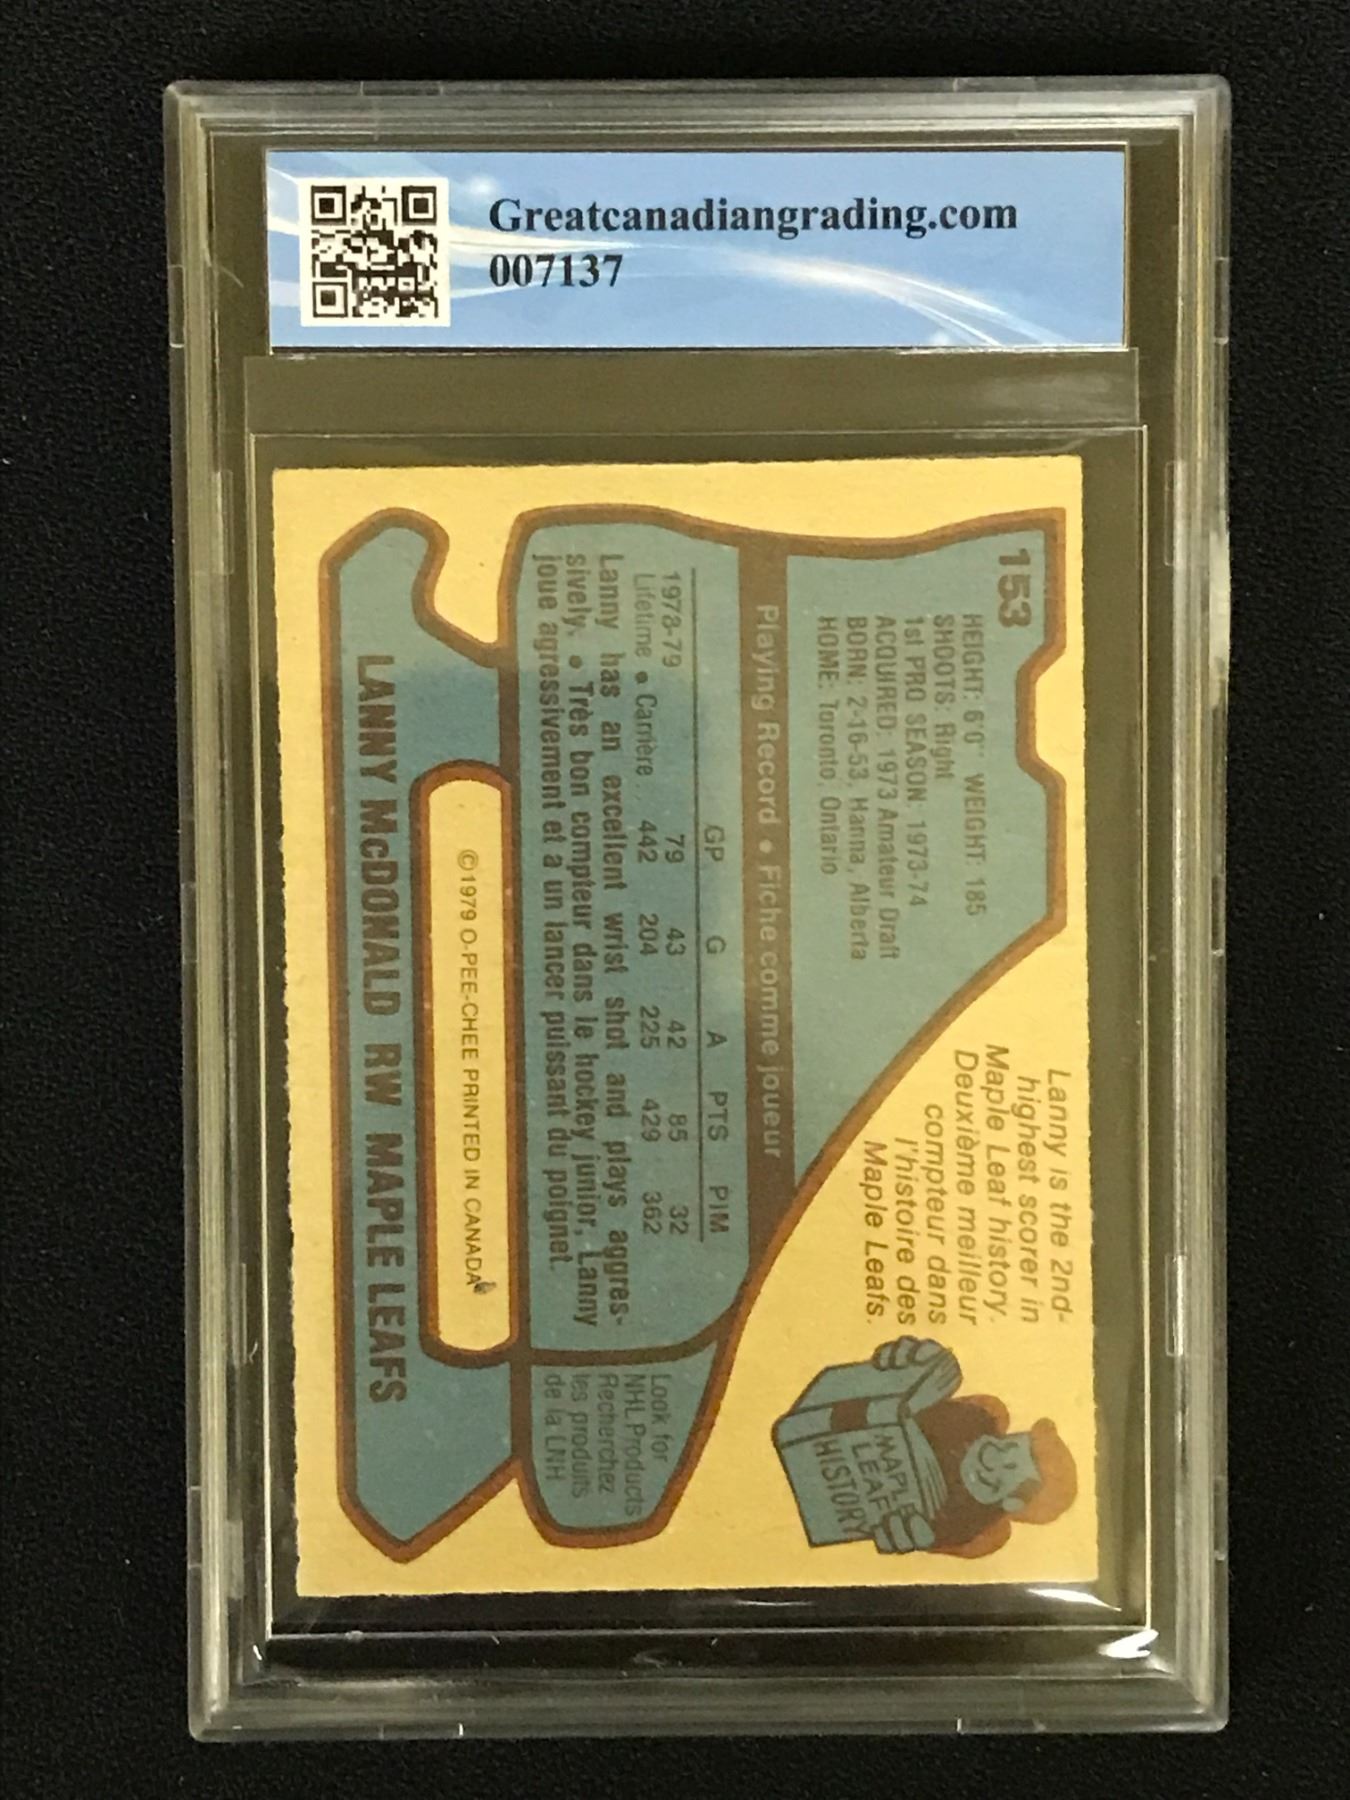 Greatcanadiangrading.com
007137
153
HEIGHT: 6'0" WEIGHT: 185
SHOOTS: Right
1st PRO SEASON: 1973-74
ACQUIRED: 1973 Amateur Draft
BORN: 2-16-53, Hanna, Alberta
HOME: Toronto, Ontario
Lanny is the 2nd-
highest scorer in
Maple Leaf history.
Deuxième meilleur
compteur dans
l'histoire des
Maple Leafs.
MAPLE
LEAF
HISTORY
Playing Record • Fiche comme joueur
GP G A PTS PIM
1978-79 79 43 42 85 32
Lifetime • Carrière... 442 204 225 429 362
Lanny has an excellent wrist shot and plays aggres-
sively. • Très bon compteur dans le hockey junior, Lanny
joue agressivement et a un lancer puissant du poignet.
Look for
NHL Products
Recherchez
les produits
de la LNH
©1979 O-PEE-CHEE PRINTED IN CANADA
LANNY McDONALD RW MAPLE LEAFS